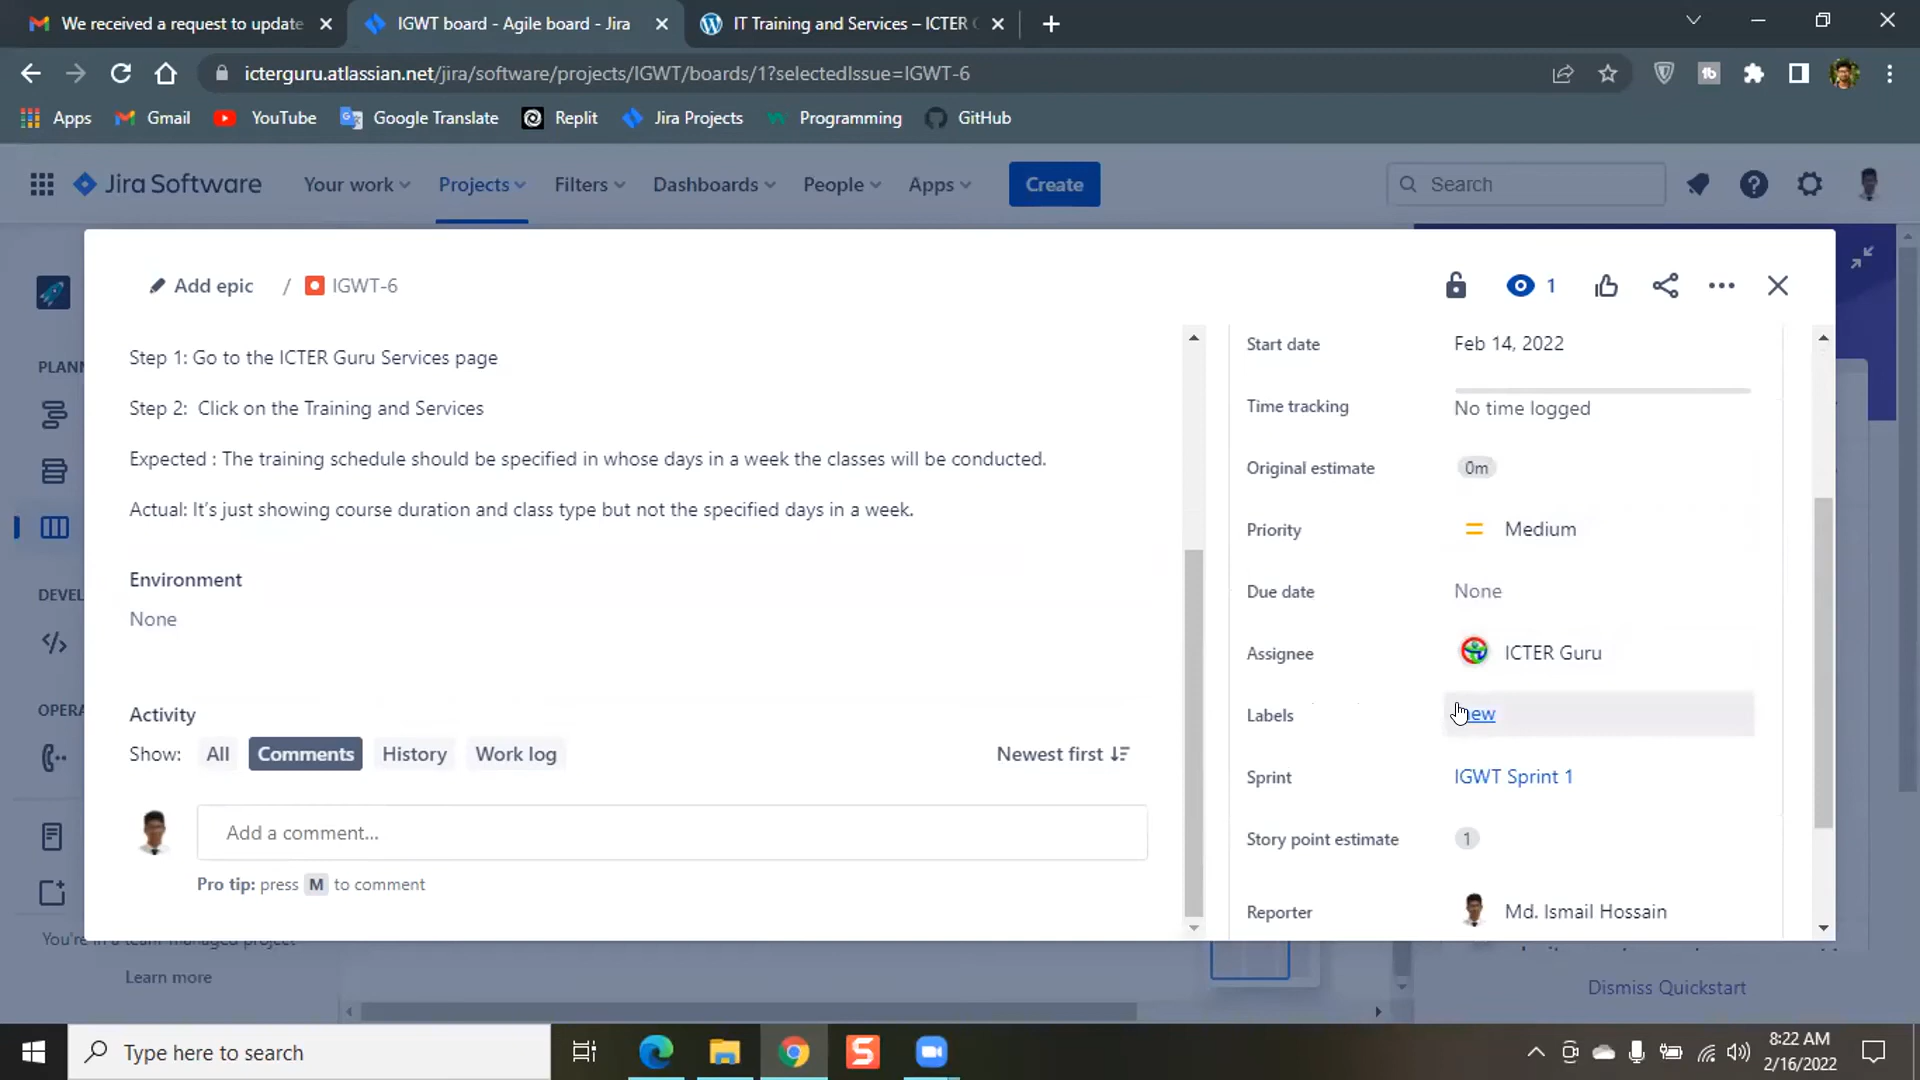 We received a request to update
IGWT board - Agile board - Jira
IT Training and Services – ICTER
icterguru.atlassian.net/jira/software/projects/IGWT/boards/1?selectedIssue=IGWT-6
Apps
Gmail
YouTube
Google Translate
Replit
Jira Projects
Programming
GitHub
Jira Software
Your work
Projects
Filters
Dashboards
People
Apps
Create
Search
Add epic / IGWT-6
1
PLAN
DEVEL
OPERA
Step 1: Go to the ICTER Guru Services page
Step 2: Click on the Training and Services
Expected : The training schedule should be specified in whose days in a week the classes will be conducted.
Actual: It's just showing course duration and class type but not the specified days in a week.
Environment
None
Activity
Show: All Comments History Work log
Newest first
Add a comment...
Pro tip: press M to comment
Start date Feb 14, 2022
Time tracking No time logged
Original estimate 0m
Priority Medium
Due date None
Assignee ICTER Guru
Labels
Sprint IGWT Sprint 1
Story point estimate 1
Reporter Md. Ismail Hossain
You're in a team-managed project
Learn more
Dismiss Quickstart
Type here to search
8:22 AM
2/16/2022